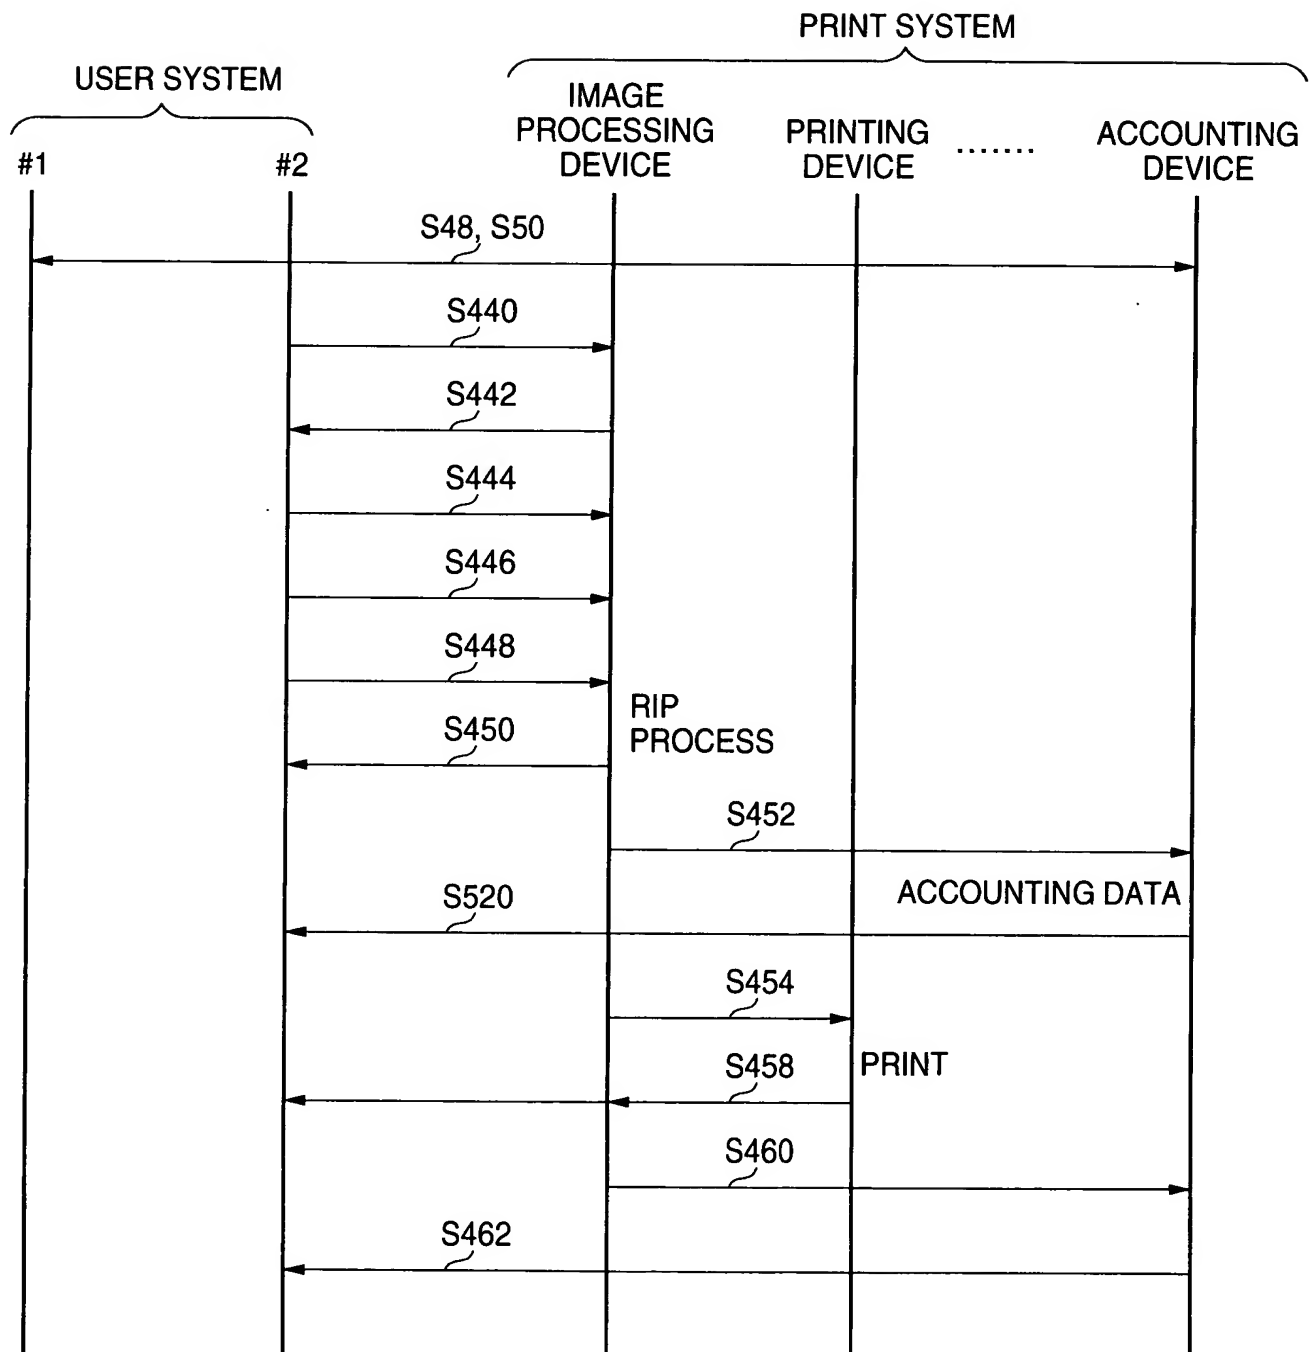 PRINT SYSTEM
USER SYSTEM
IMAGE
PROCESSING
DEVICE
PRINTING
DEVICE
.......
ACCOUNTING
DEVICE
#1
#2
S48, S50
S440
S442
S444
S446
S448
RIP
PROCESS
S450
S452
ACCOUNTING DATA
S520
S454
PRINT
S458
S460
S462